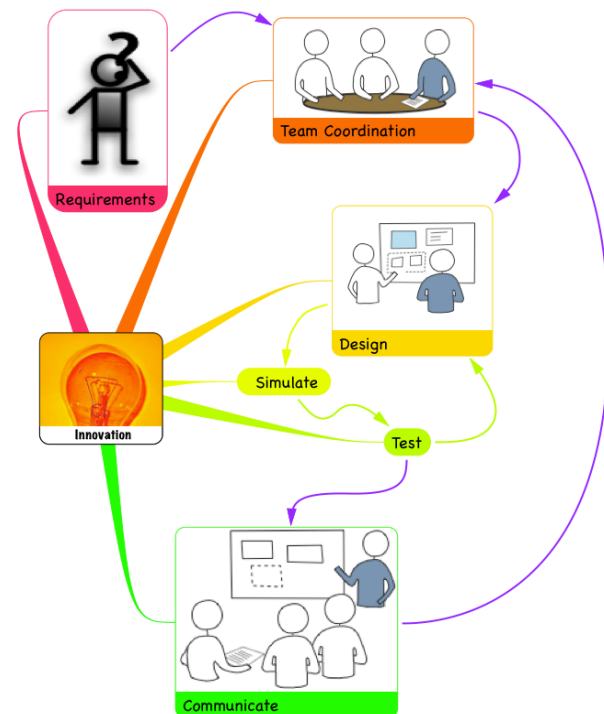 Requirements
Team Coordination
Design
Simulate
Innovation
Test
Communicate